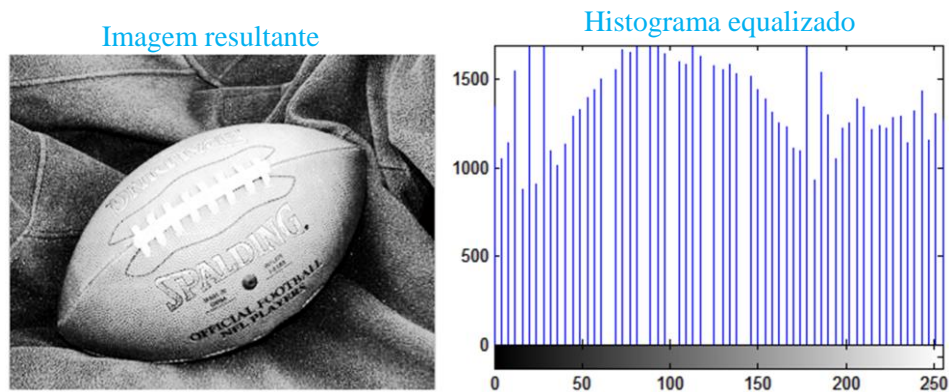 Imagem resultante
Histograma equalizado
SPALDING
OFFICIAL FOOTBALL
NFL PLAYERS
1500
1000
500
0
0 50 100 150 200 250